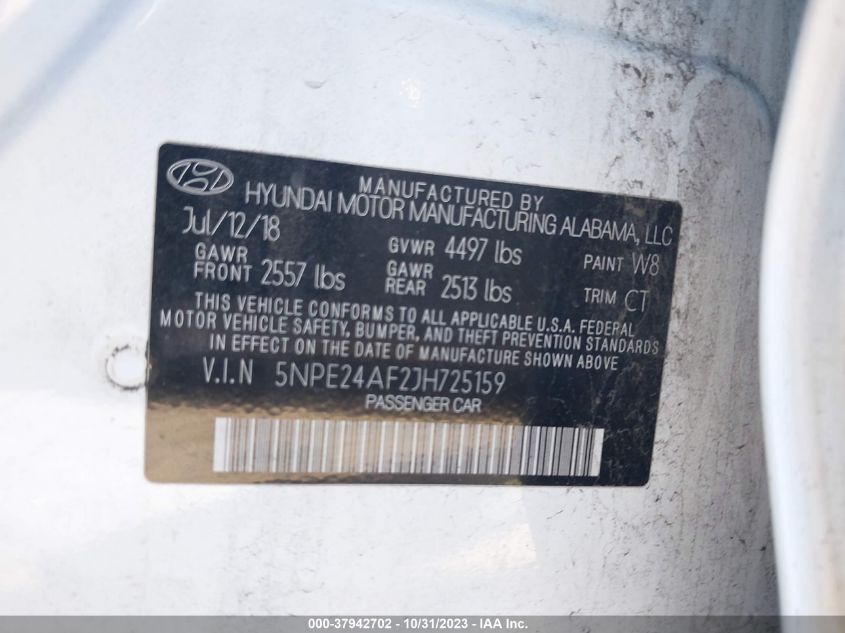 MANUFACTURED BY
HYUNDAI MOTOR MANUFACTURING ALABAMA, LLC
Jul/12/18 GVWR 4497 lbs PAINT W8
GAWR FRONT 2557 lbs GAWR REAR 2513 lbs TRIM CT
THIS VEHICLE CONFORMS TO ALL APPLICABLE U.S.A. FEDERAL
MOTOR VEHICLE SAFETY, BUMPER, AND THEFT PREVENTION STANDARDS
IN EFFECT ON THE DATE OF MANUFACTURE SHOWN ABOVE
V.I.N 5NPE24AF2JH725159
PASSENGER CAR
000-37942702 - 10/31/2023 - IAA Inc.